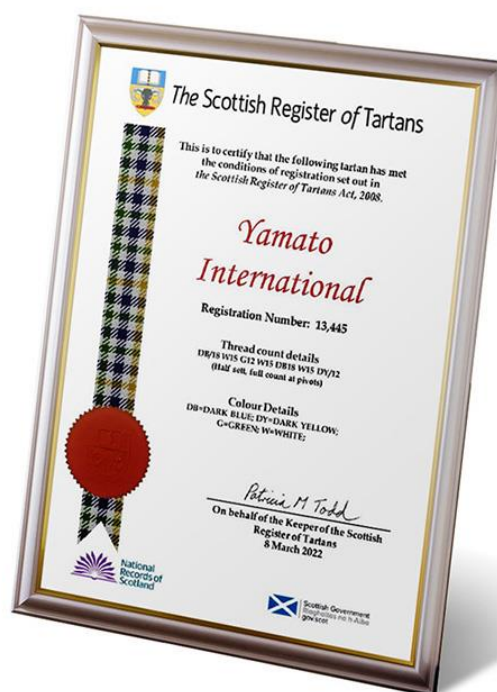 The Scottish Register of Tartans
This is to certify that the following tartan has met
the conditions of registration set out in
the Scottish Register of Tartans Act, 2008.
Yamato
International
Registration Number: 13,445
Thread count details
DB/18 W15 G12 W15 DB18 W15 DY/12
(Half sett, full count at pivots)
Colour Details
DB=DARK BLUE; DY=DARK YELLOW;
G=GREEN; W=WHITE;
Patricia M Todd
On behalf of the Keeper of the Scottish
Register of Tartans
8 March 2022
National
Records of
Scotland
Scottish Government
Riaghaltas na h-Alba
gov.scot